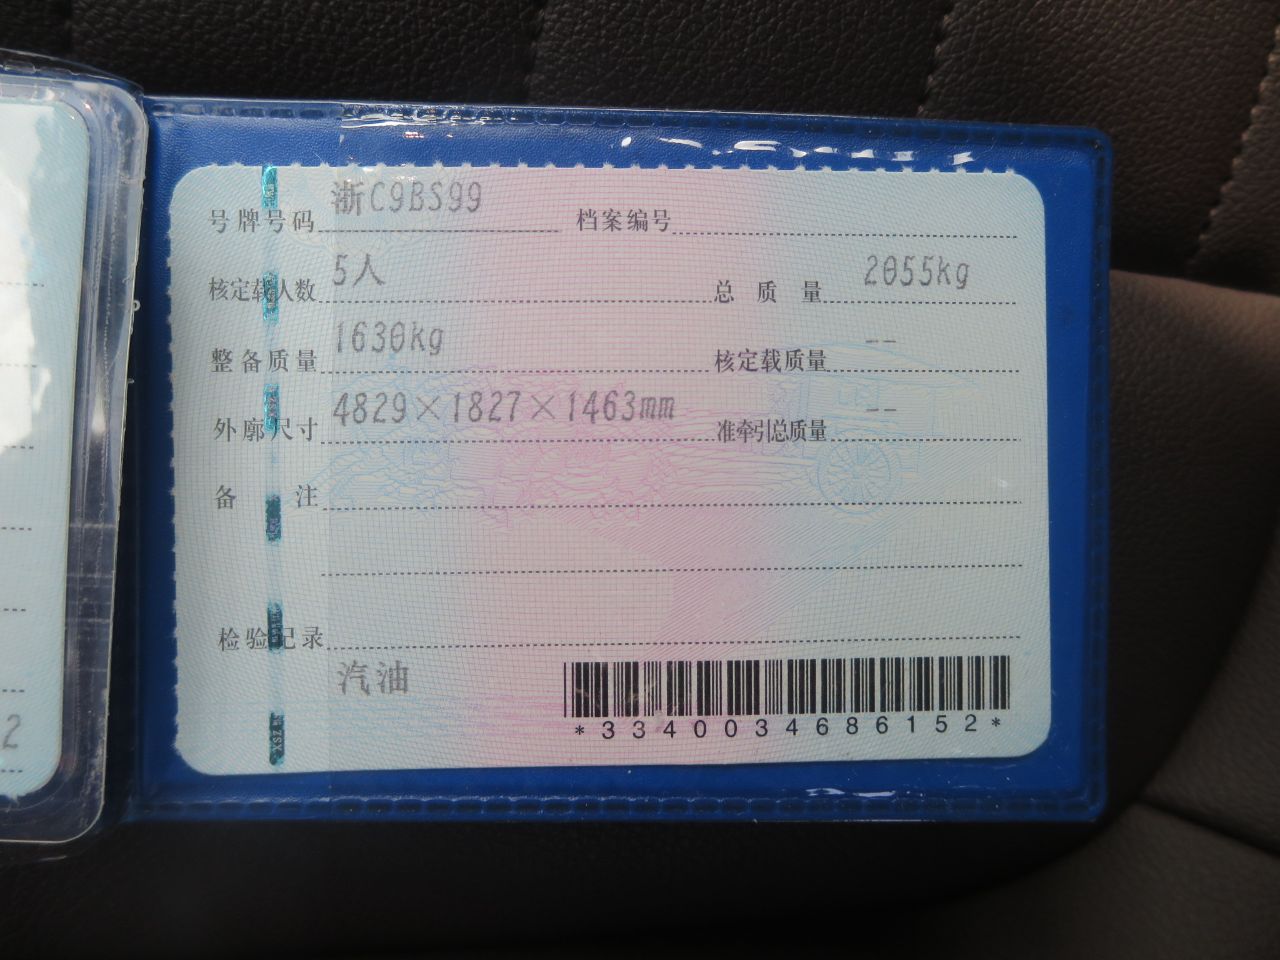 号牌号码 浙C9BS99 档案编号
核定载人数 5人 总质量 2055kg
整备质量 1630kg 核定载质量 --
外廓尺寸 4829×1827×1463mm 准牵引总质量 --
备注
检验记录
汽油
*3340034686152*
XSZ
2